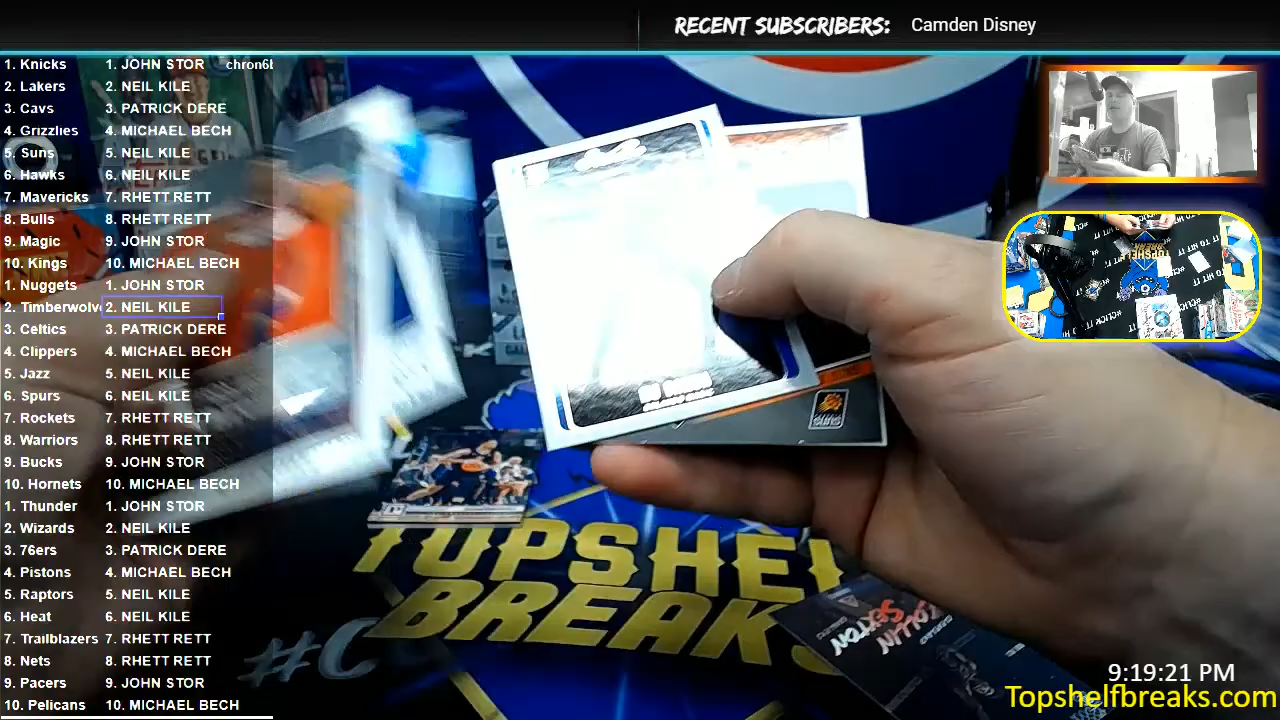 RECENT SUBSCRIBERS: Camden Disney
1. Knicks 1. JOHN STOR chron6
2. Lakers 2. NEIL KILE
3. Cavs 3. PATRICK DERE
4. Grizzlies 4. MICHAEL BECH
5. Suns 5. NEIL KILE
6. Hawks 6. NEIL KILE
7. Mavericks 7. RHETT RETT
8. Bulls 8. RHETT RETT
9. Magic 9. JOHN STOR
10. Kings 10. MICHAEL BECH
1. Nuggets 1. JOHN STOR
2. Timberwolv 2. NEIL KILE
3. Celtics 3. PATRICK DERE
4. Clippers 4. MICHAEL BECH
5. Jazz 5. NEIL KILE
6. Spurs 6. NEIL KILE
7. Rockets 7. RHETT RETT
8. Warriors 8. RHETT RETT
9. Bucks 9. JOHN STOR
10. Hornets 10. MICHAEL BECH
1. Thunder 1. JOHN STOR
2. Wizards 2. NEIL KILE
3. 76ers 3. PATRICK DERE
4. Pistons 4. MICHAEL BECH
5. Raptors 5. NEIL KILE
6. Heat 6. NEIL KILE
7. Trailblazers 7. RHETT RETT
8. Nets 8. RHETT RETT
9. Pacers 9. JOHN STOR
10. Pelicans 10. MICHAEL BECH
SUNS
TOPSHEL
BREAK
#C
COLLIN
SEXTON
9:19:21 PM
Topshelfbreaks.com